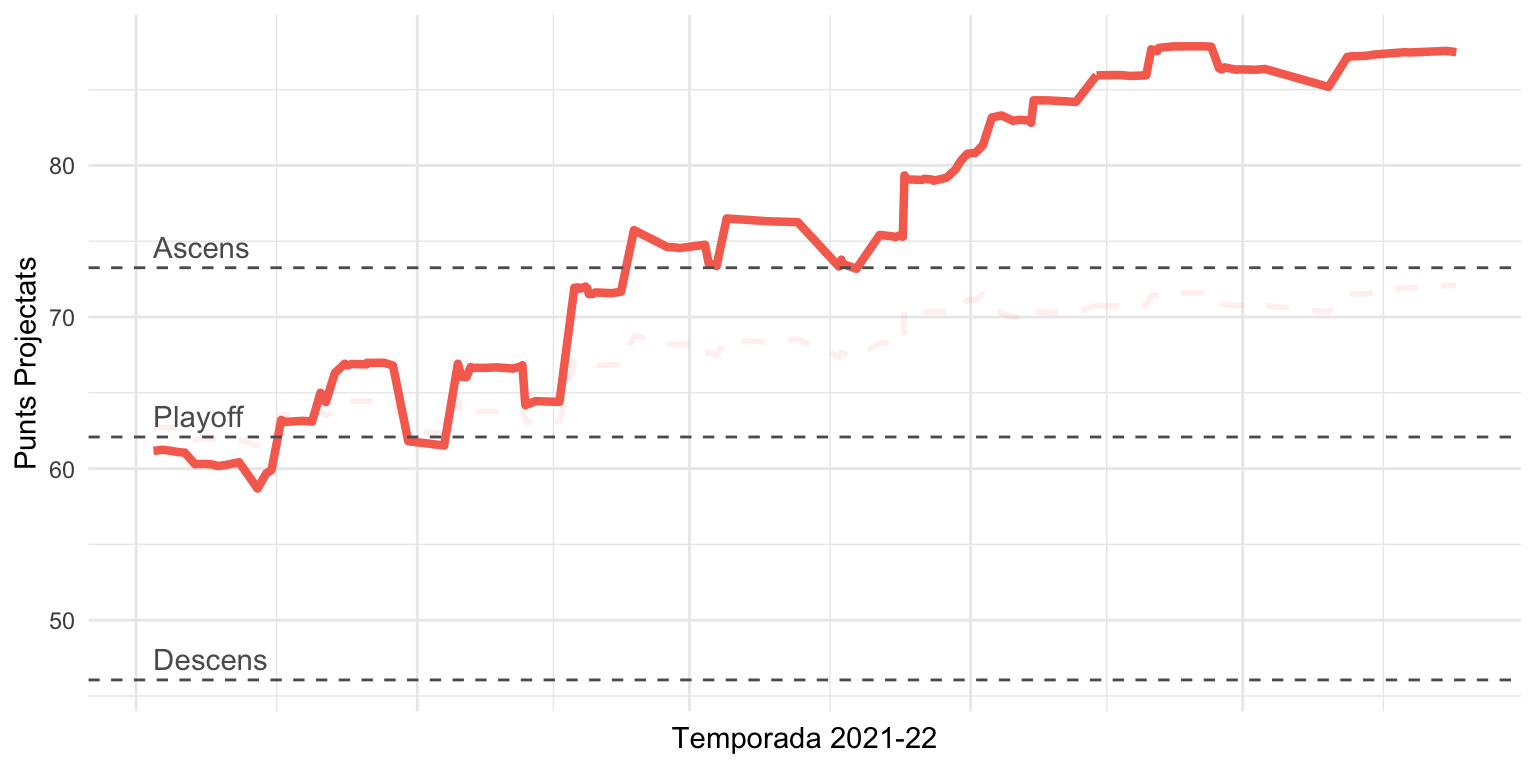 Punts Projectats
80
70
60
50
Ascens
Playoff
Descens
Temporada 2021-22